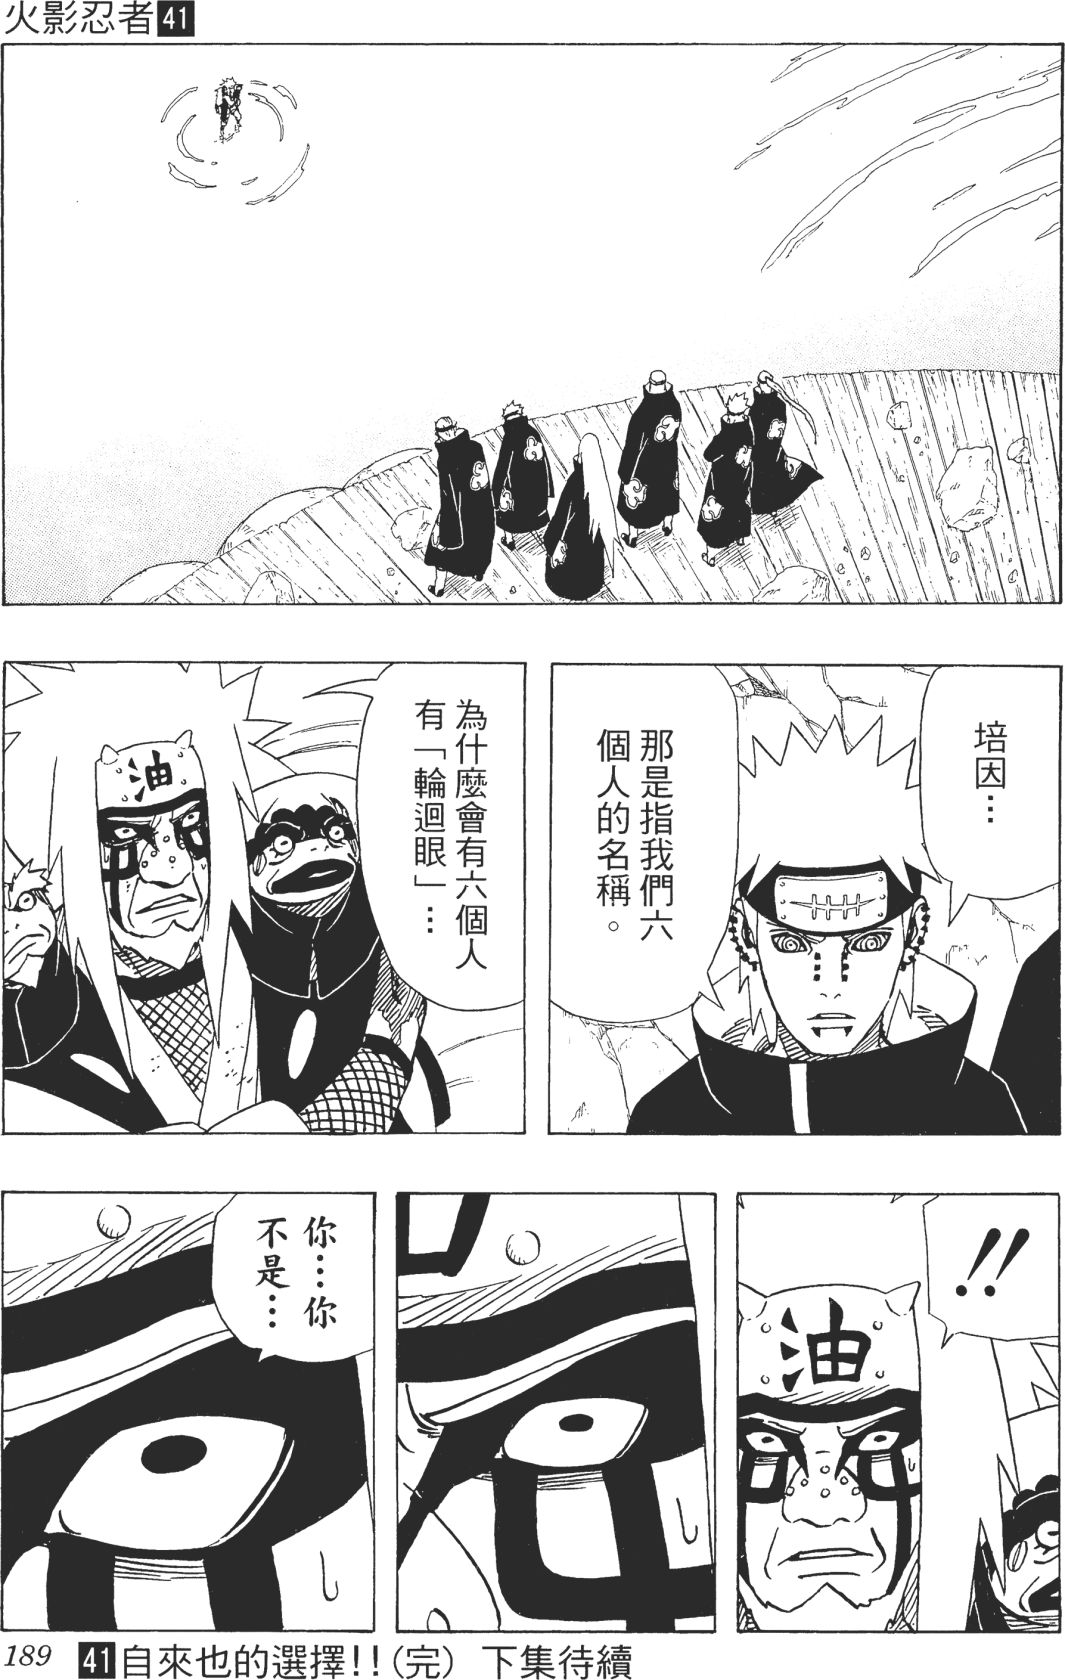 火影忍者41
培因…
那是指我們六
個人的名稱。
為什麼會有六個人
有「輪迴眼」…
油
!!
油
你…你
不是…
189
41自來也的選擇!!(完) 下集待續